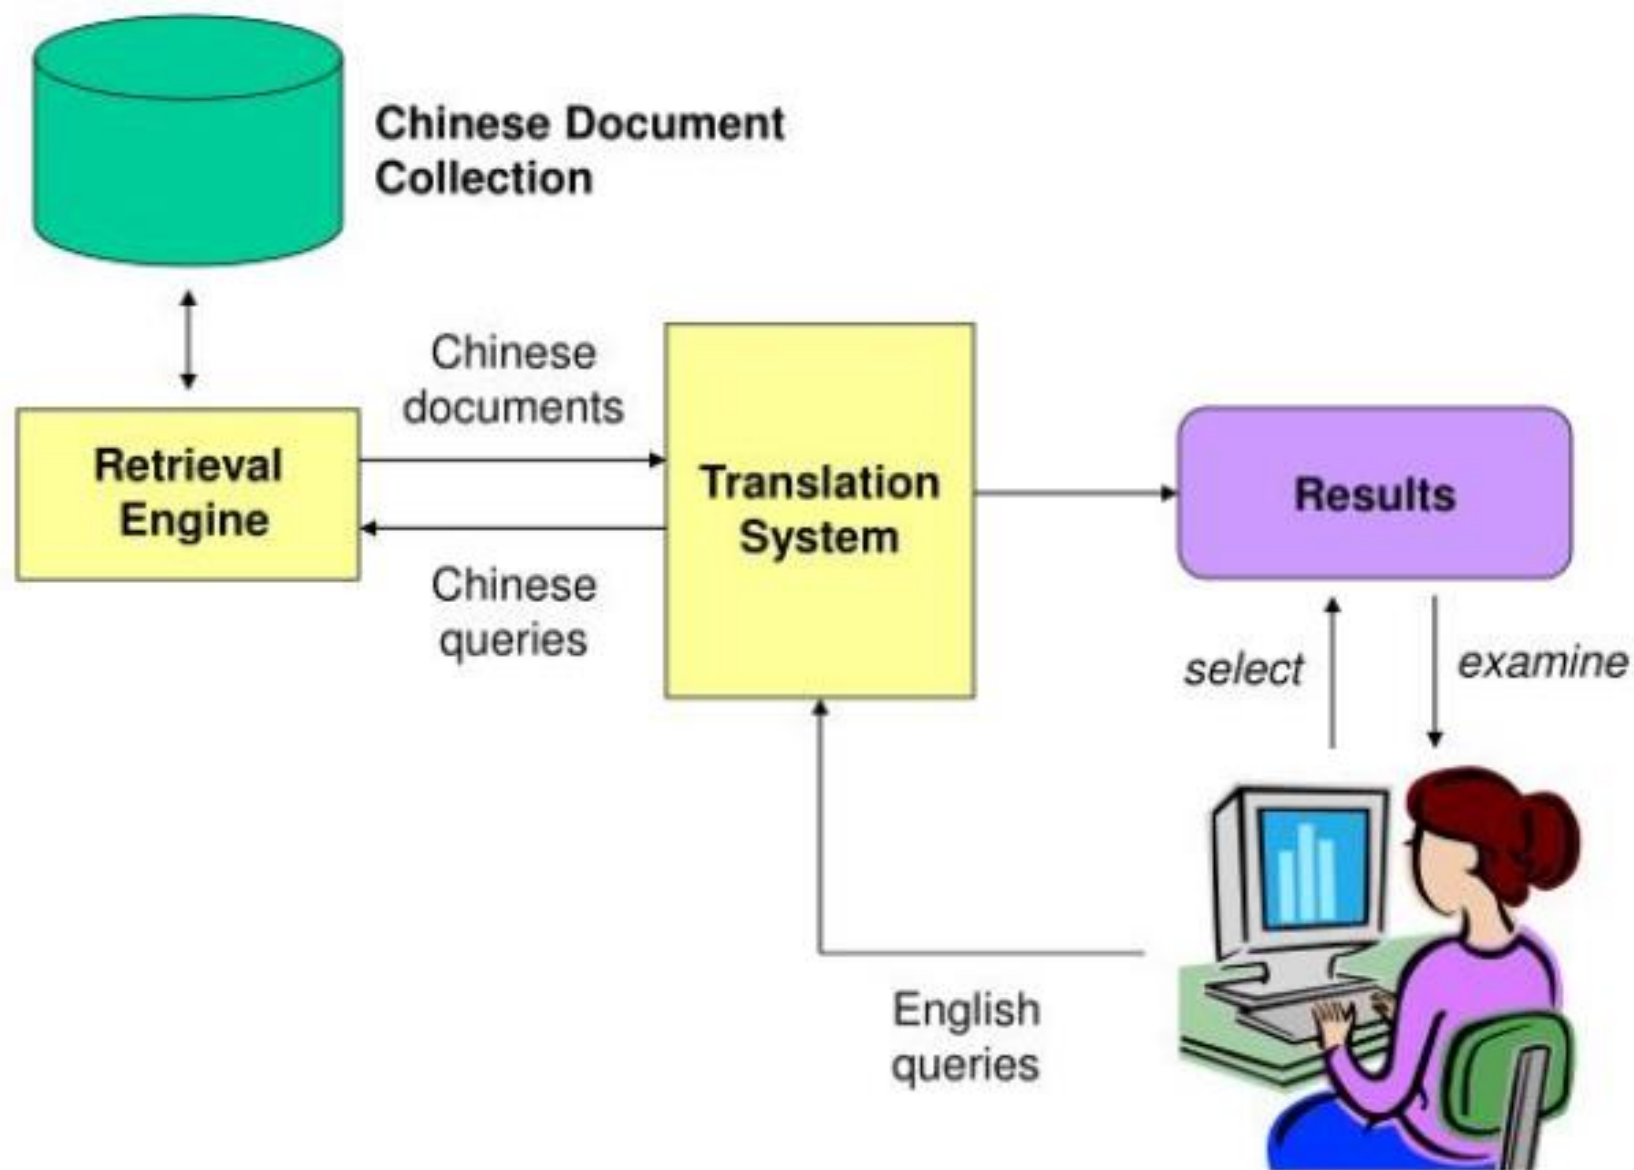 Chinese Document
Collection
Chinese
documents
Retrieval
Engine
Translation
System
Results
Chinese
queries
select
examine
English
queries